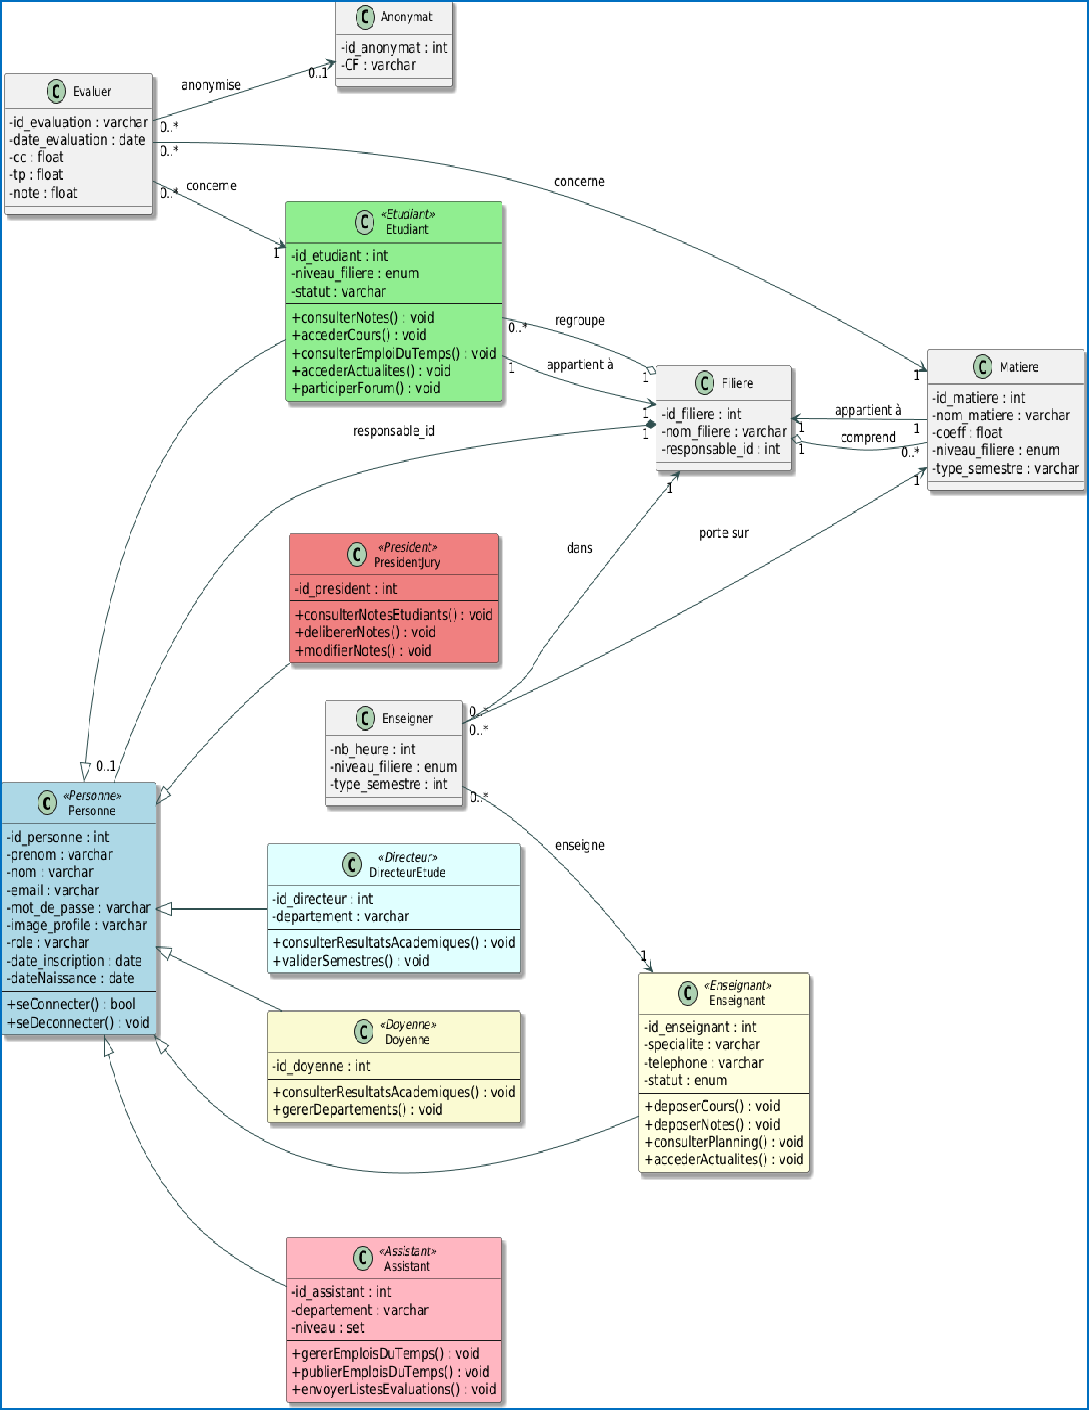 C Anonymat
-id_anonymat : int
-CF : varchar
0..1
anonymise
C Evaluer
-id_evaluation : varchar
-date_evaluation : date
-cc : float
-tp : float
-note : float
0..*
0..*
0..*
concerne
1
concerne
1
C «Etudiant»
Etudiant
-id_etudiant : int
-niveau_filiere : enum
-statut : varchar
+consulterNotes() : void
+accederCours() : void
+consulterEmploiDuTemps() : void
+accederActualites() : void
+participerForum() : void
0..*
regroupe
1
1
appartient à
1
C Filiere
-id_filiere : int
-nom_filiere : varchar
-responsable_id : int
1
responsable_id
0..1
C Matiere
-id_matiere : int
-nom_matiere : varchar
-coeff : float
-niveau_filiere : enum
-type_semestre : varchar
appartient à
1
1
comprend
0..*
1
1
porte sur
1
dans
C «President»
PresidentJury
-id_president : int
+consulterNotesEtudiants() : void
+delibererNotes() : void
+modifierNotes() : void
C Enseigner
-nb_heure : int
-niveau_filiere : enum
-type_semestre : int
0..*
0..*
0..*
enseigne
1
C «Personne»
Personne
-id_personne : int
-prenom : varchar
-nom : varchar
-email : varchar
-mot_de_passe : varchar
-image_profile : varchar
-role : varchar
-date_inscription : date
-dateNaissance : date
+seConnecter() : bool
+seDeconnecter() : void
C «Directeur»
DirecteurEtude
-id_directeur : int
-departement : varchar
+consulterResultatsAcademiques() : void
+validerSemestres() : void
C «Doyenne»
Doyenne
-id_doyenne : int
+consulterResultatsAcademiques() : void
+gererDepartements() : void
C «Enseignant»
Enseignant
-id_enseignant : int
-specialite : varchar
-telephone : varchar
-statut : enum
+deposerCours() : void
+deposerNotes() : void
+consulterPlanning() : void
+accederActualites() : void
C «Assistant»
Assistant
-id_assistant : int
-departement : varchar
-niveau : set
+gererEmploisDuTemps() : void
+publierEmploisDuTemps() : void
+envoyerListesEvaluations() : void